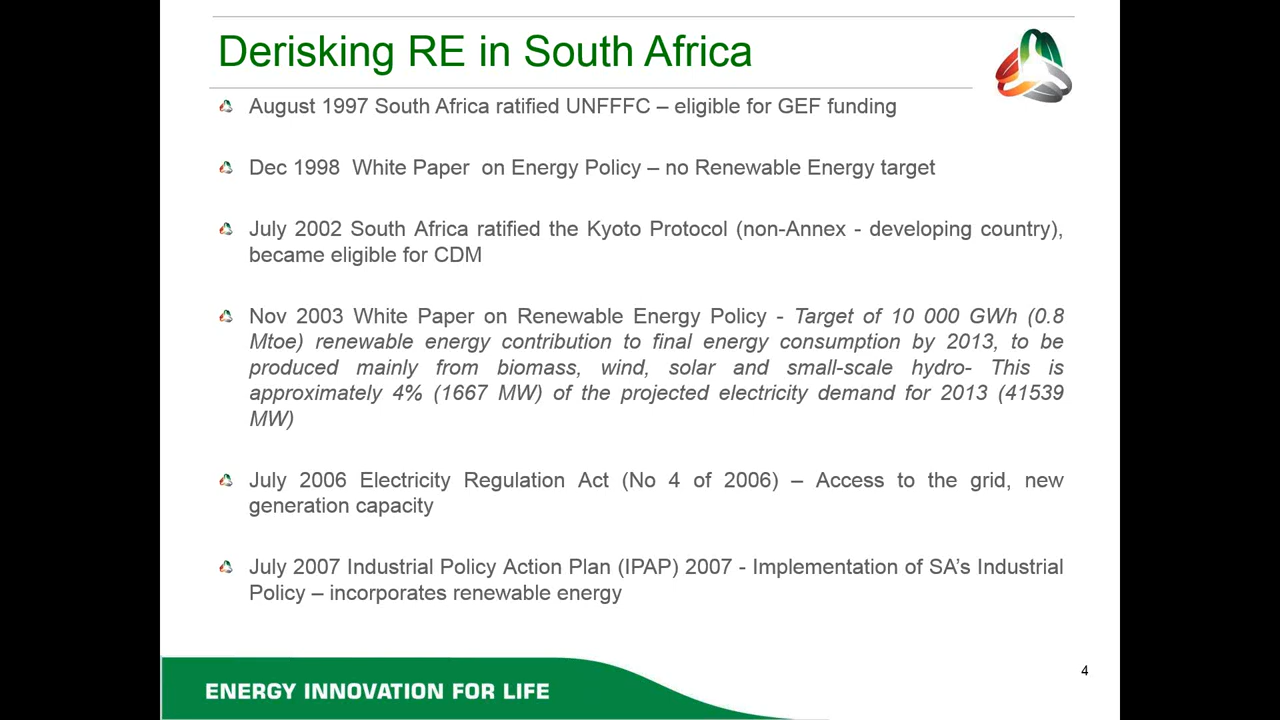 Derisking RE in South Africa
August 1997 South Africa ratified UNFFFC – eligible for GEF funding
Dec 1998  White Paper  on Energy Policy – no Renewable Energy target
July 2002 South Africa ratified the Kyoto Protocol (non-Annex - developing country),
became eligible for CDM
Nov 2003 White Paper on Renewable Energy Policy - Target of 10 000 GWh (0.8
Mtoe) renewable energy contribution to final energy consumption by 2013, to be
produced mainly from biomass, wind, solar and small-scale hydro- This is
approximately 4% (1667 MW) of the projected electricity demand for 2013 (41539
MW)
July 2006 Electricity Regulation Act (No 4 of 2006) – Access to the grid, new
generation capacity
July 2007 Industrial Policy Action Plan (IPAP) 2007 - Implementation of SA’s Industrial
Policy – incorporates renewable energy
4
ENERGY INNOVATION FOR LIFE